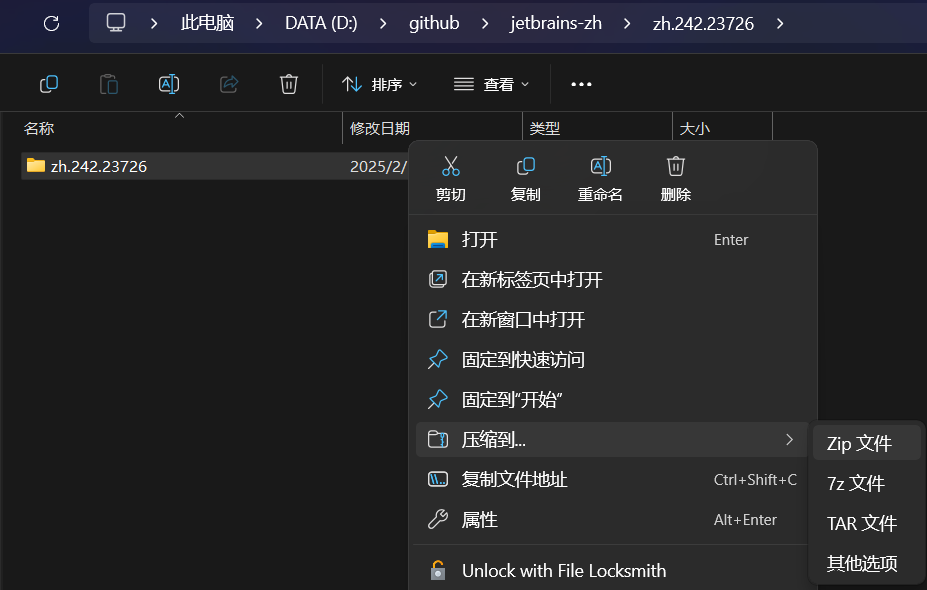 此电脑 > DATA (D:) > github > jetbrains-zh > zh.242.23726 >
排序 查看
名称 修改日期 类型 大小
zh.242.23726 2025/2/
剪切 复制 重命名 删除
打开 Enter
在新标签页中打开
在新窗口中打开
固定到快速访问
固定到"开始"
压缩到...
Zip 文件
复制文件地址 Ctrl+Shift+C
7z 文件
属性 Alt+Enter
TAR 文件
Unlock with File Locksmith
其他选项